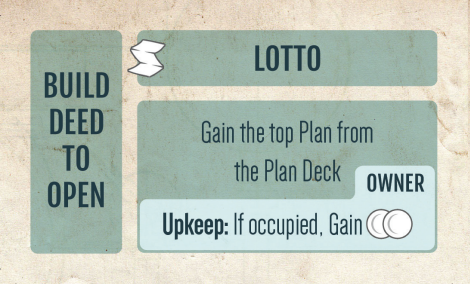 BUILD
DEED
TO
OPEN
LOTTO
Gain the top Plan from
the Plan Deck
OWNER
Upkeep: If occupied, Gain